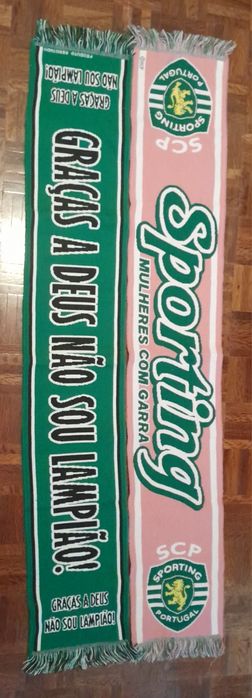 GRAÇAS A DEUS
NÃO SOU LAMPIÃO!
GRAÇAS A DEUS NÃO SOU LAMPIÃO!
GRAÇAS A DEUS
NÃO SOU LAMPIÃO!
SPORTING
PORTUGAL
SCP
Sporting
MULHERES COM GARRA
SCP
SPORTING
PORTUGAL